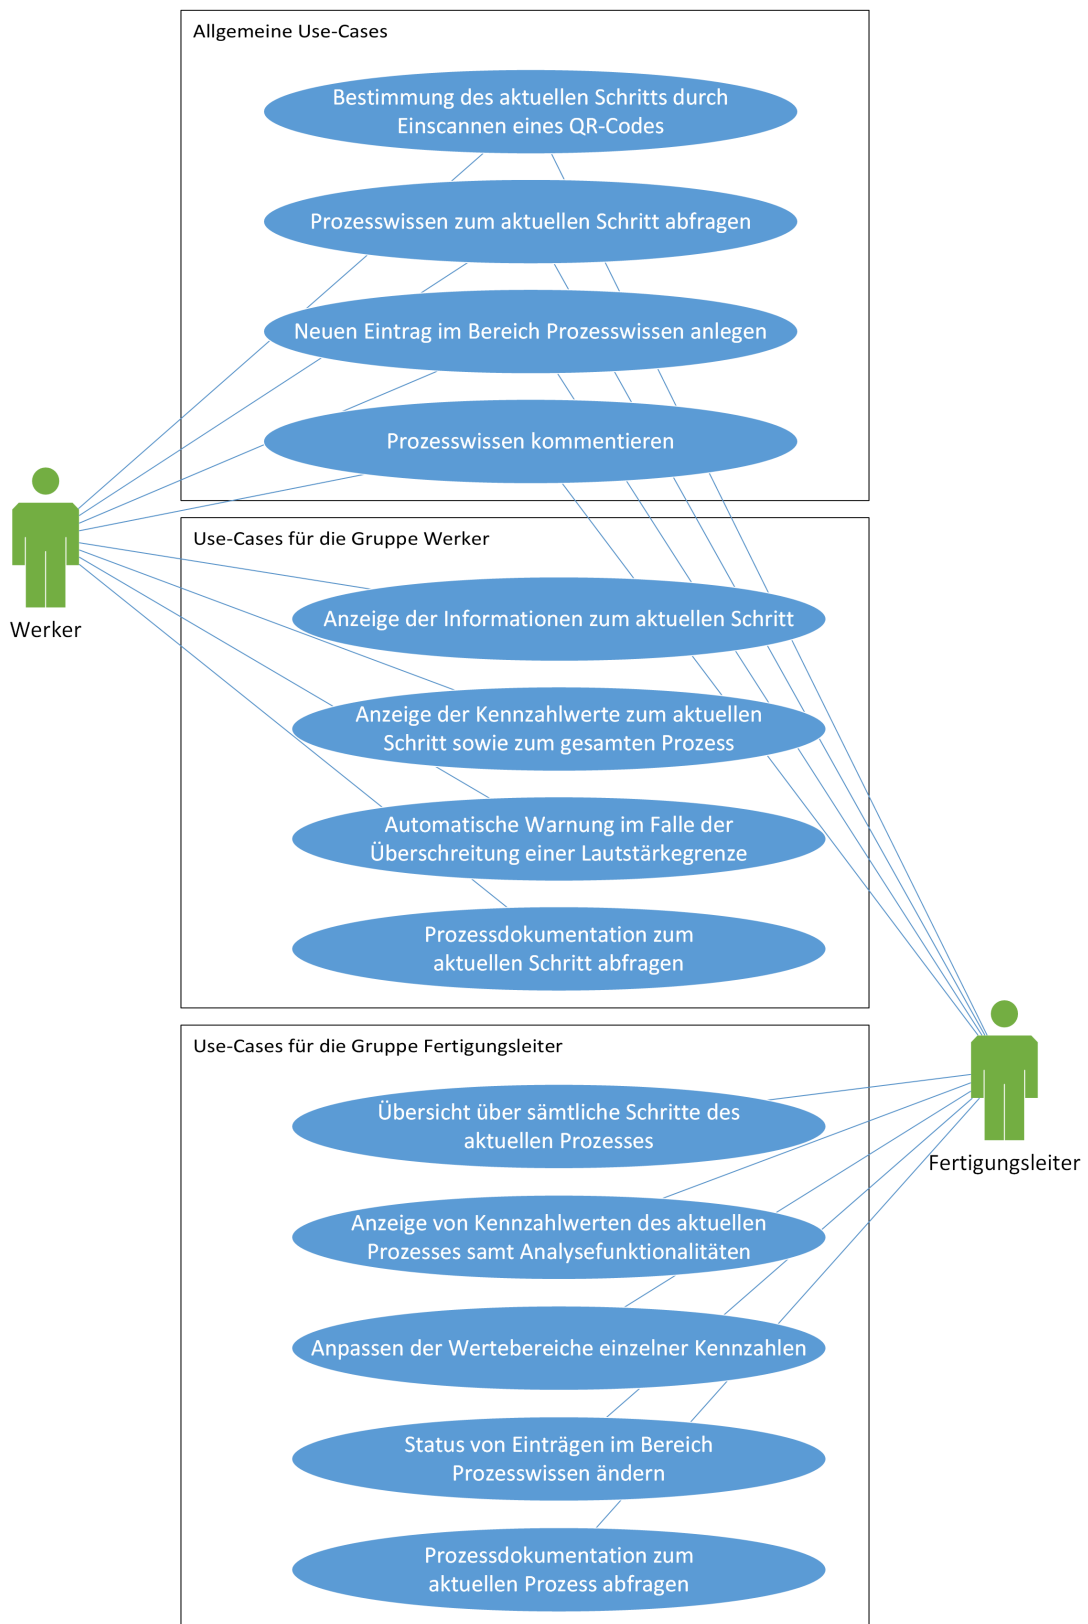 Allgemeine Use-Cases
Bestimmung des aktuellen Schritts durch
Einscannen eines QR-Codes
Prozesswissen zum aktuellen Schritt abfragen
Neuen Eintrag im Bereich Prozesswissen anlegen
Prozesswissen kommentieren
Werker
Use-Cases für die Gruppe Werker
Anzeige der Informationen zum aktuellen Schritt
Anzeige der Kennzahlwerte zum aktuellen
Schritt sowie zum gesamten Prozess
Automatische Warnung im Falle der
Überschreitung einer Lautstärkegrenze
Prozessdokumentation zum
aktuellen Schritt abfragen
Use-Cases für die Gruppe Fertigungsleiter
Übersicht über sämtliche Schritte des
aktuellen Prozesses
Fertigungsleiter
Anzeige von Kennzahlwerten des aktuellen
Prozesses samt Analysefunktionalitäten
Anpassen der Wertebereiche einzelner Kennzahlen
Status von Einträgen im Bereich
Prozesswissen ändern
Prozessdokumentation zum
aktuellen Prozess abfragen